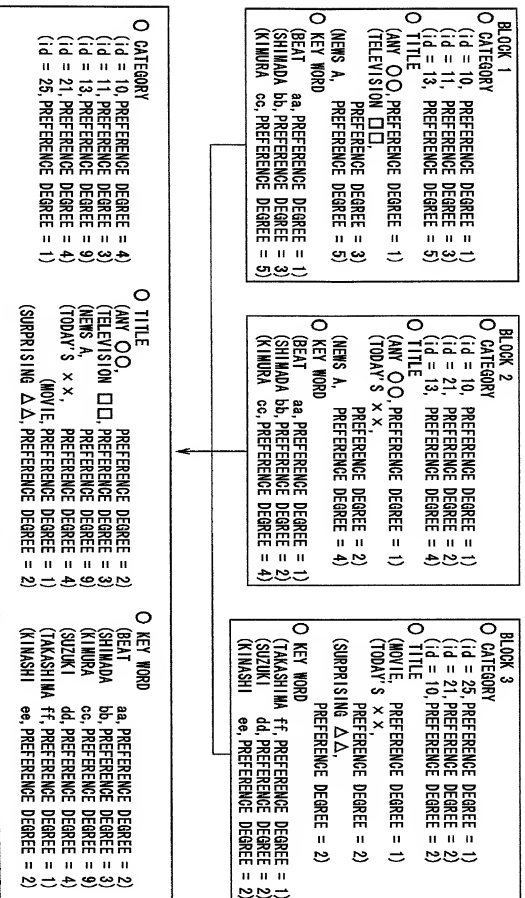 BLOCK 1
○ CATEGORY
(id = 10, PREFERENCE DEGREE = 1)
(id = 11, PREFERENCE DEGREE = 3)
(id = 13, PREFERENCE DEGREE = 5)
○ TITLE
(ANY ○○, PREFERENCE DEGREE = 1)
(TELEVISION □□,
PREFERENCE DEGREE = 3)
(NEWS A, PREFERENCE DEGREE = 5)
○ KEY WORD
(BEAT aa, PREFERENCE DEGREE = 1)
(SHIMADA bb, PREFERENCE DEGREE = 3)
(KIMURA cc, PREFERENCE DEGREE = 5)
BLOCK 2
○ CATEGORY
(id = 10, PREFERENCE DEGREE = 1)
(id = 21, PREFERENCE DEGREE = 2)
(id = 13, PREFERENCE DEGREE = 4)
○ TITLE
(ANY ○○, PREFERENCE DEGREE = 1)
(TODAY'S ××,
PREFERENCE DEGREE = 2)
(NEWS A, PREFERENCE DEGREE = 4)
○ KEY WORD
(BEAT aa, PREFERENCE DEGREE = 1)
(SHIMADA bb, PREFERENCE DEGREE = 2)
(KIMURA cc, PREFERENCE DEGREE = 4)
BLOCK 3
○ CATEGORY
(id = 25, PREFERENCE DEGREE = 1)
(id = 21, PREFERENCE DEGREE = 2)
(id = 10, PREFERENCE DEGREE = 2)
○ TITLE
(MOVIE, PREFERENCE DEGREE = 1)
(TODAY'S ××,
PREFERENCE DEGREE = 2)
(SURPRISING △△,
PREFERENCE DEGREE = 2)
○ KEY WORD
(TAKASHIMA ff, PREFERENCE DEGREE = 1)
(SUZUKI dd, PREFERENCE DEGREE = 2)
(KINASHI ee, PREFERENCE DEGREE = 2)
○ CATEGORY
(id = 10, PREFERENCE DEGREE = 4)
(id = 11, PREFERENCE DEGREE = 3)
(id = 13, PREFERENCE DEGREE = 9)
(id = 21, PREFERENCE DEGREE = 4)
(id = 25, PREFERENCE DEGREE = 1)
○ TITLE
(ANY ○○, PREFERENCE DEGREE = 2)
(TELEVISION □□, PREFERENCE DEGREE = 3)
(NEWS A, PREFERENCE DEGREE = 9)
(TODAY'S ××, PREFERENCE DEGREE = 4)
(MOVIE, PREFERENCE DEGREE = 1)
(SURPRISING △△, PREFERENCE DEGREE = 2)
○ KEY WORD
(BEAT aa, PREFERENCE DEGREE = 2)
(SHIMADA bb, PREFERENCE DEGREE = 3)
(KIMURA cc, PREFERENCE DEGREE = 9)
(SUZUKI dd, PREFERENCE DEGREE = 4)
(TAKASHIMA ff, PREFERENCE DEGREE = 1)
(KINASHI ee, PREFERENCE DEGREE = 2)